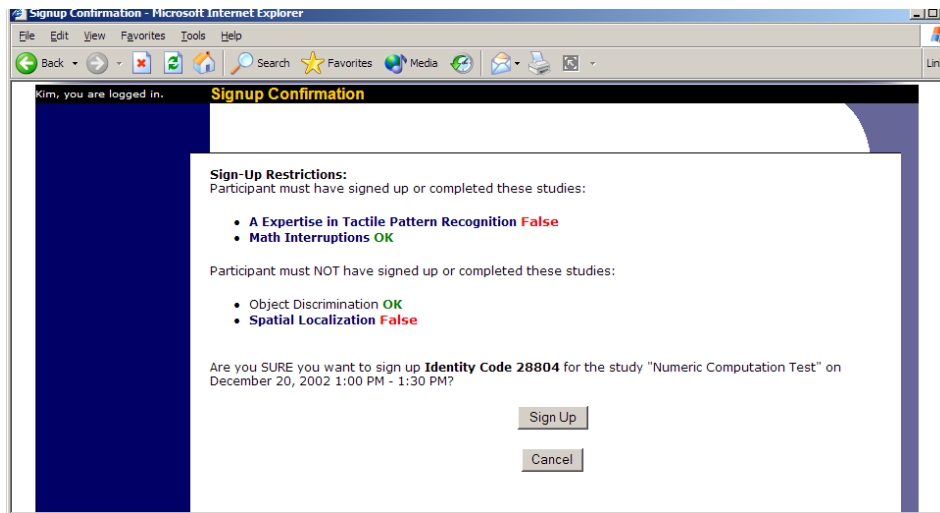 Signup Confirmation - Microsoft Internet Explorer
File Edit View Favorites Tools Help
Back Search Favorites Media
Kim, you are logged in. Signup Confirmation
Sign-Up Restrictions:
Participant must have signed up or completed these studies:
A Expertise in Tactile Pattern Recognition False
Math Interruptions OK
Participant must NOT have signed up or completed these studies:
Object Discrimination OK
Spatial Localization False
Are you SURE you want to sign up Identity Code 28804 for the study "Numeric Computation Test" on
December 20, 2002 1:00 PM - 1:30 PM?
Sign Up
Cancel